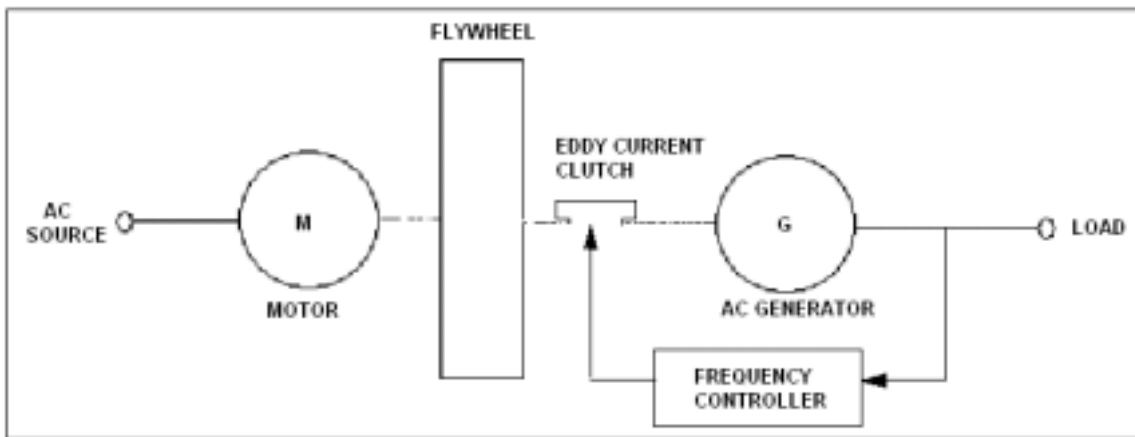 FLYWHEEL
EDDY CURRENT
CLUTCH
AC
SOURCE
M
G
LOAD
MOTOR
AC GENERATOR
FREQUENCY
CONTROLLER